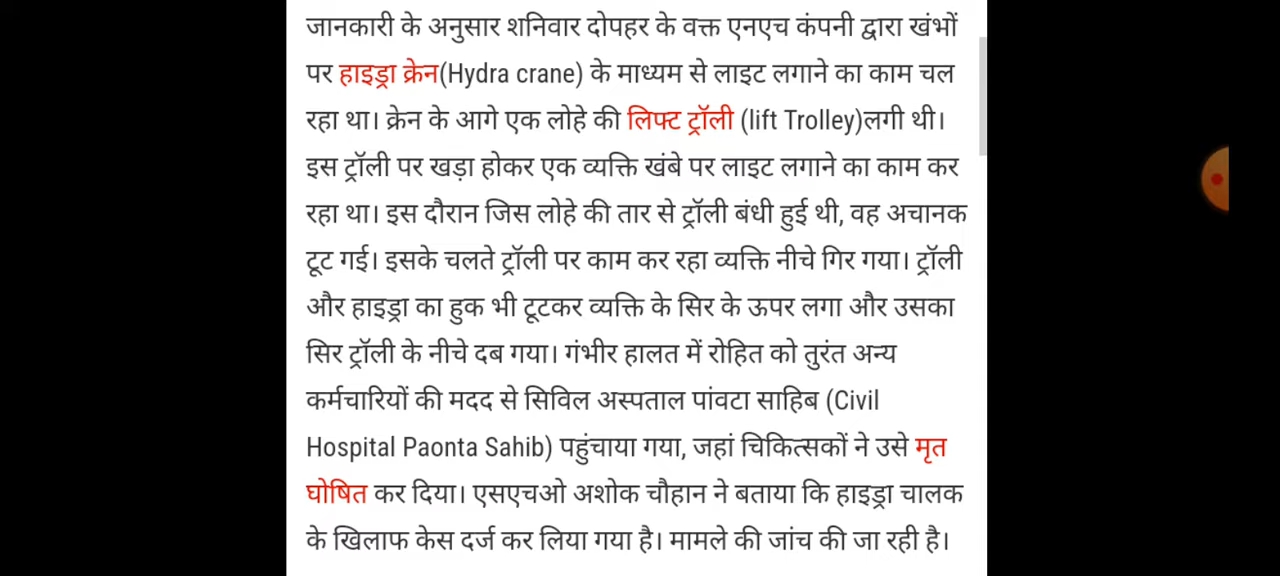 जानकारी के अनुसार शनिवार दोपहर के वक्त एनएच कंपनी द्वारा खंभों
पर हाइड्रा क्रेन(Hydra crane) के माध्यम से लाइट लगाने का काम चल
रहा था। क्रेन के आगे एक लोहे की लिफ्ट ट्रॉली (lift Trolley)लगी थी।
इस ट्रॉली पर खड़ा होकर एक व्यक्ति खंबे पर लाइट लगाने का काम कर
रहा था। इस दौरान जिस लोहे की तार से ट्रॉली बंधी हुई थी, वह अचानक
टूट गई। इसके चलते ट्रॉली पर काम कर रहा व्यक्ति नीचे गिर गया। ट्रॉली
और हाइड्रा का हुक भी टूटकर व्यक्ति के सिर के ऊपर लगा और उसका
सिर ट्रॉली के नीचे दब गया। गंभीर हालत में रोहित को तुरंत अन्य
कर्मचारियों की मदद से सिविल अस्पताल पांवटा साहिब (Civil
Hospital Paonta Sahib) पहुंचाया गया, जहां चिकित्सकों ने उसे मृत
घोषित कर दिया। एसएचओ अशोक चौहान ने बताया कि हाइड्रा चालक
के खिलाफ केस दर्ज कर लिया गया है। मामले की जांच की जा रही है।